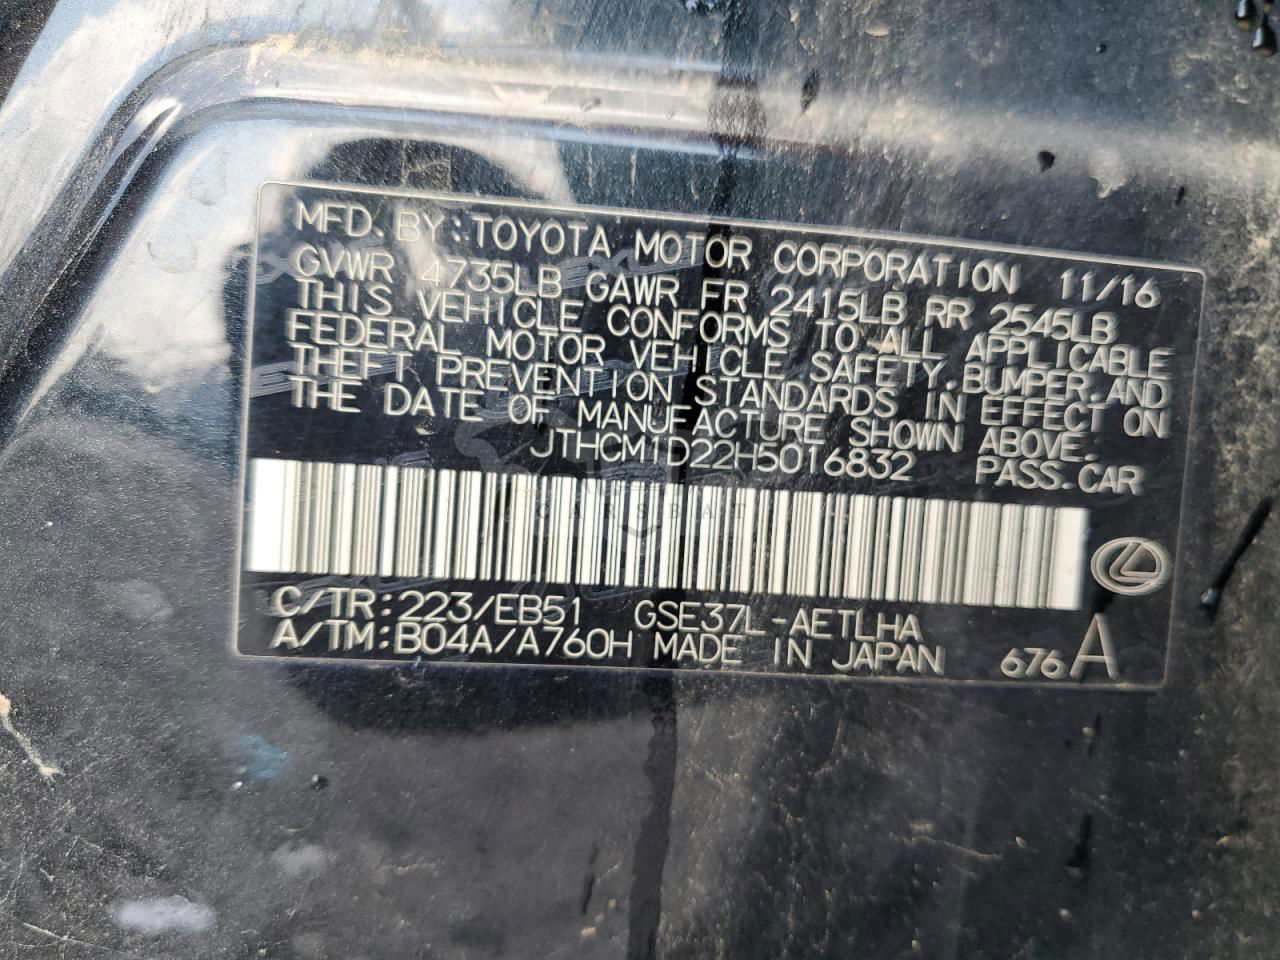 MFD. BY: TOYOTA MOTOR CORPORATION 11/16
GVWR 4735LB GAWR FR 2415LB RR 2545LB
THIS VEHICLE CONFORMS TO ALL APPLICABLE
FEDERAL MOTOR VEHICLE SAFETY, BUMPER, AND
THEFT PREVENTION STANDARDS IN EFFECT ON
THE DATE OF MANUFACTURE SHOWN ABOVE.
JTHCM1D22H5016832 PASS. CAR
CARSBAT
C/TR: 223/EB51 GSE37L-AETLHA
A/TM: B04A/A760H MADE IN JAPAN 676 A